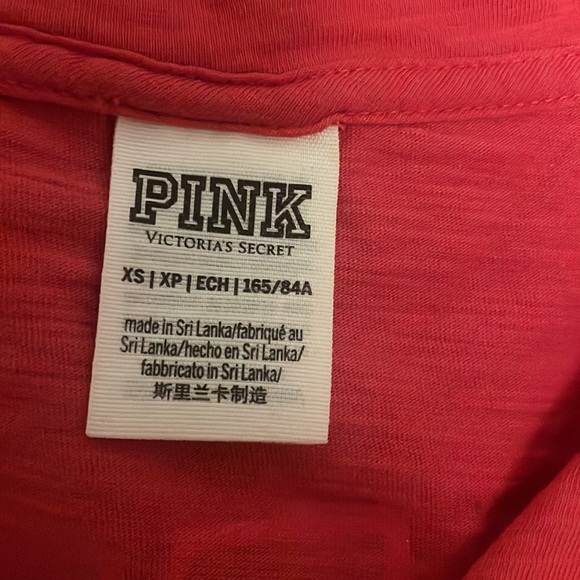 PINK
VICTORIA'S SECRET
XS | XP | ECH | 165/84A
made in Sri Lanka/fabriqué au
Sri Lanka/hecho en Sri Lanka/
fabbricato in Sri Lanka/
斯里兰卡制造